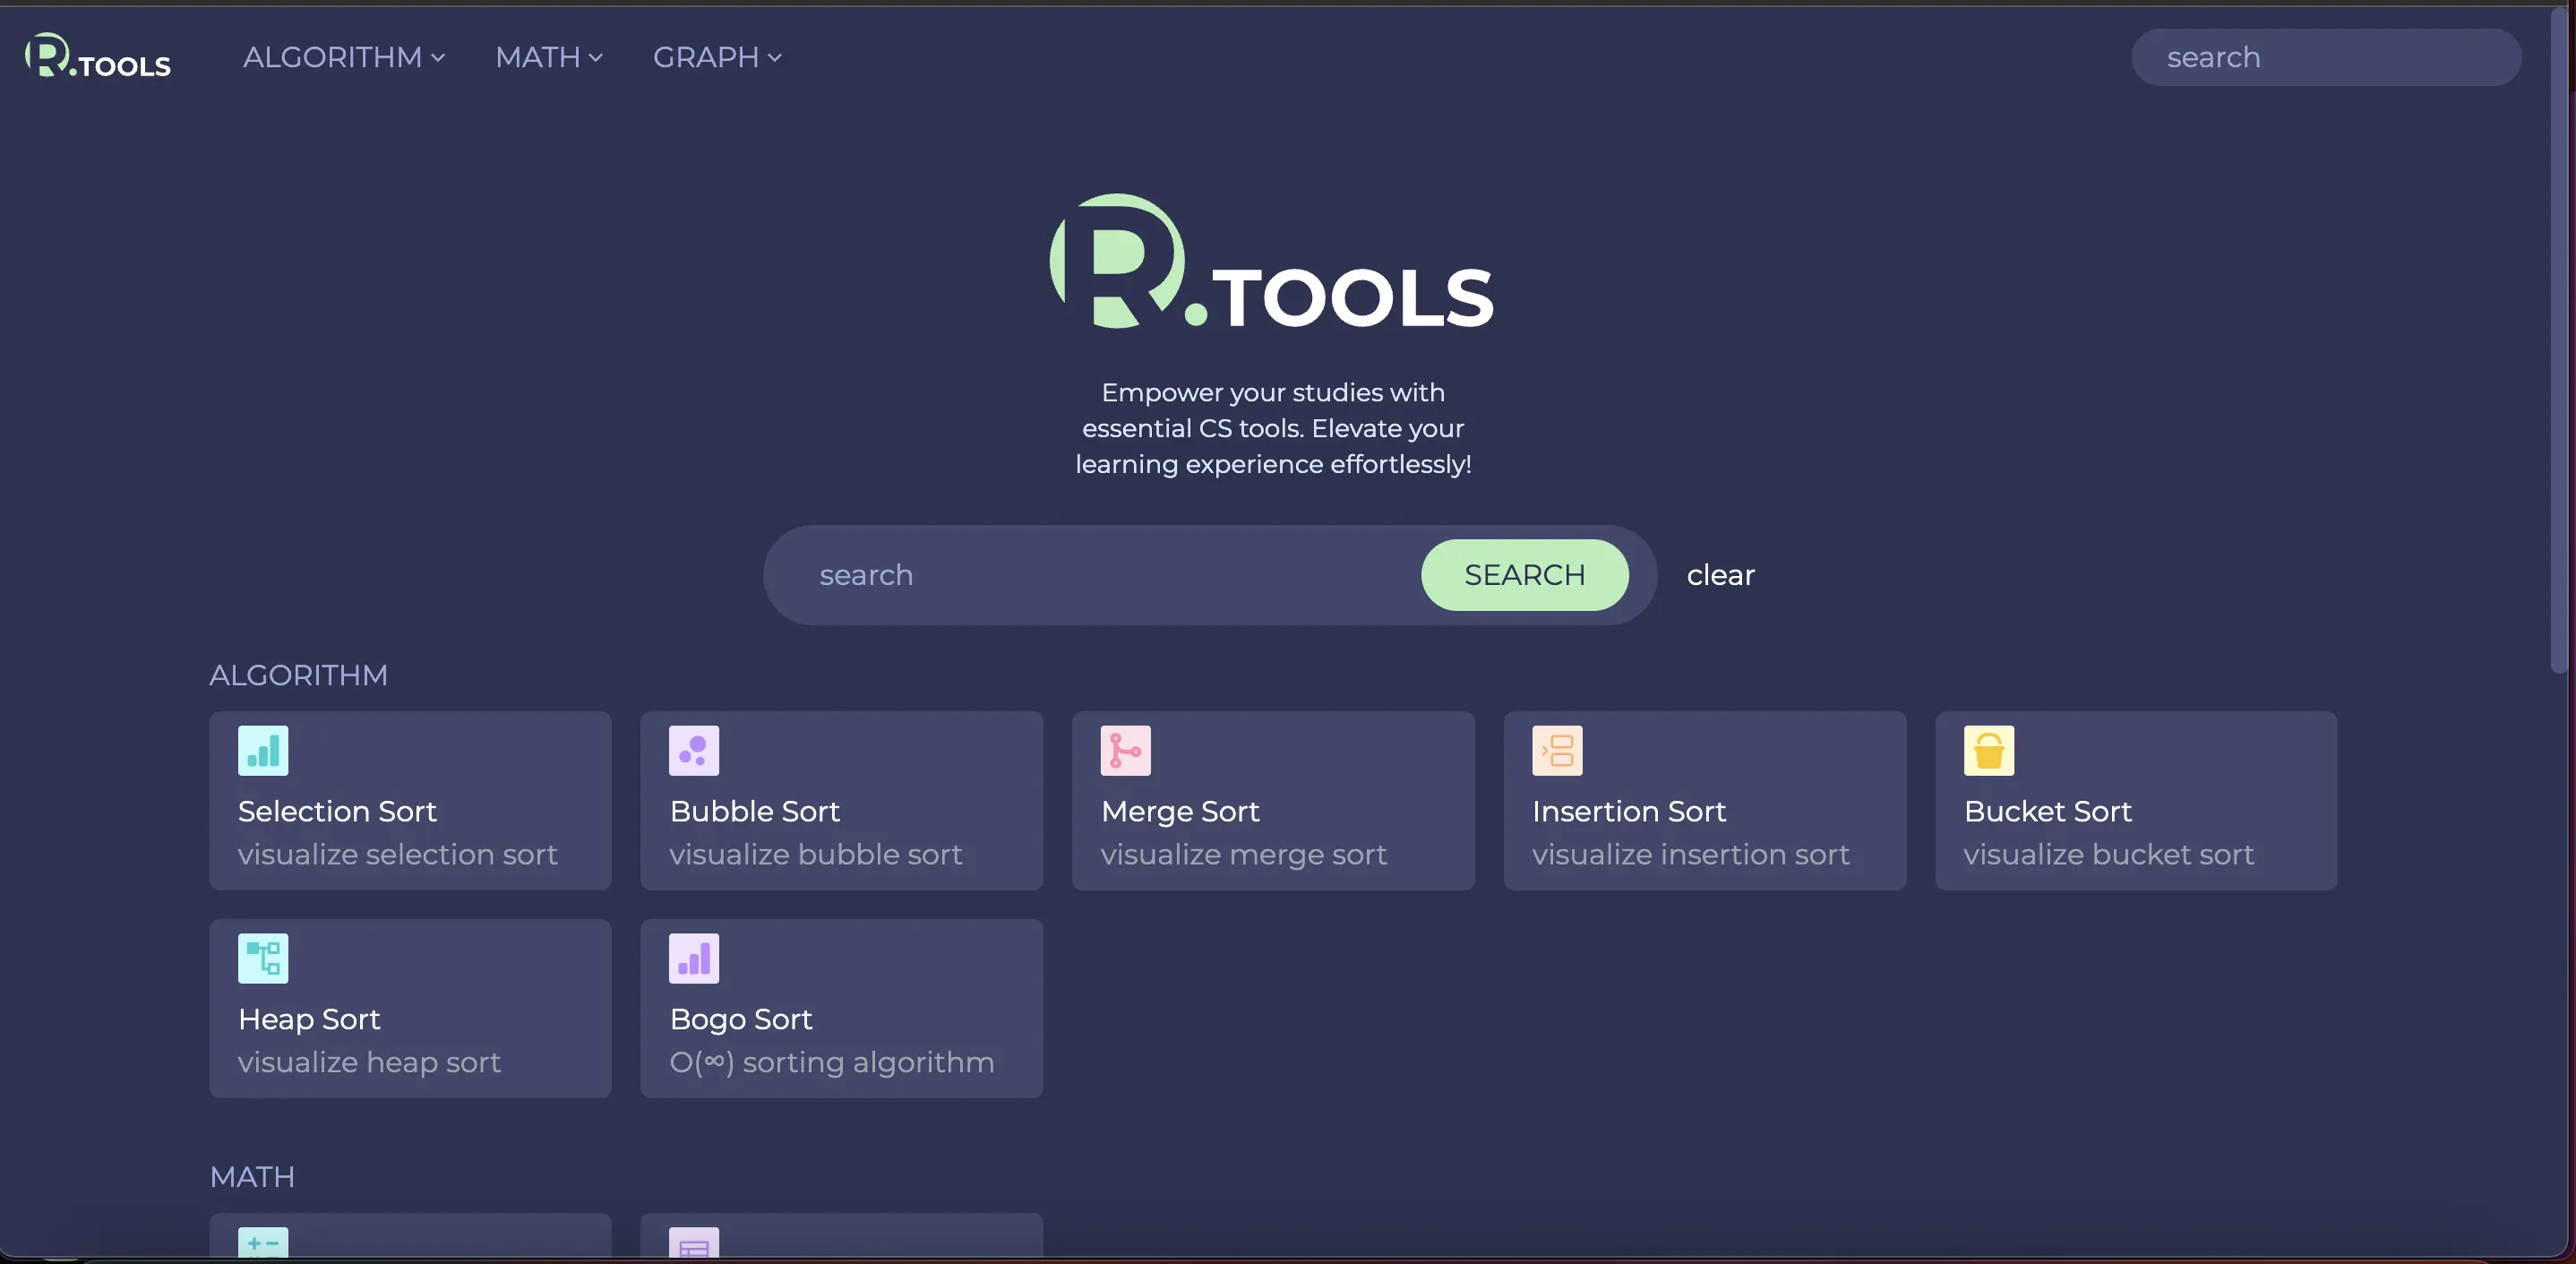 R.TOOLS
ALGORITHM
MATH
GRAPH
search
R.TOOLS
Empower your studies with
essential CS tools. Elevate your
learning experience effortlessly!
search
SEARCH
clear
ALGORITHM
Selection Sort
visualize selection sort
Bubble Sort
visualize bubble sort
Merge Sort
visualize merge sort
Insertion Sort
visualize insertion sort
Bucket Sort
visualize bucket sort
Heap Sort
visualize heap sort
Bogo Sort
O(∞) sorting algorithm
MATH